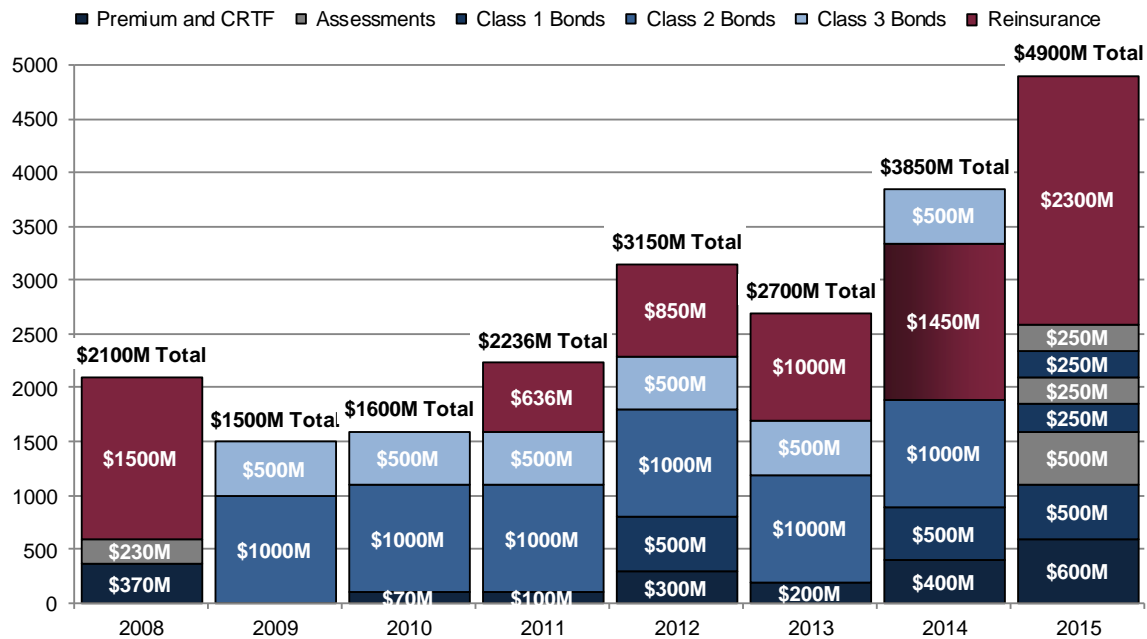 Premium and CRTF Assessments Class 1 Bonds Class 2 Bonds Class 3 Bonds Reinsurance
$4900M Total
5000
4500
4000
3500
3000
2500
2000
1500
1000
500
0
$2100M Total
$1500M
$230M
$370M
$1500M Total
$500M
$1000M
$1600M Total
$500M
$1000M
$70M
$2236M Total
$636M
$500M
$1000M
$100M
$3150M Total
$850M
$500M
$1000M
$500M
$300M
$2700M Total
$1000M
$500M
$1000M
$200M
$3850M Total
$500M
$1450M
$1000M
$500M
$400M
$2300M
$250M
$250M
$250M
$250M
$500M
$500M
$600M
2008 2009 2010 2011 2012 2013 2014 2015